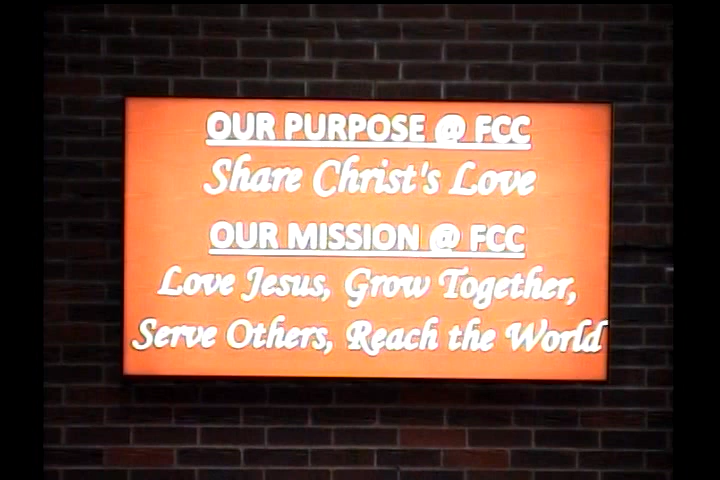 OUR PURPOSE @ FCC
Share Christ's Love
OUR MISSION @ FCC
Love Jesus, Grow Together,
Serve Others, Reach the World